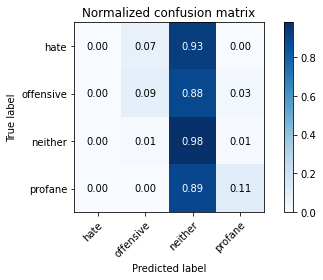 Normalized confusion matrix
True label
hate 0.00 0.07 0.93 0.00
offensive 0.00 0.09 0.88 0.03
neither 0.00 0.01 0.98 0.01
profane 0.00 0.00 0.89 0.11
hate offensive neither profane
Predicted label
0.8
0.6
0.4
0.2
0.0